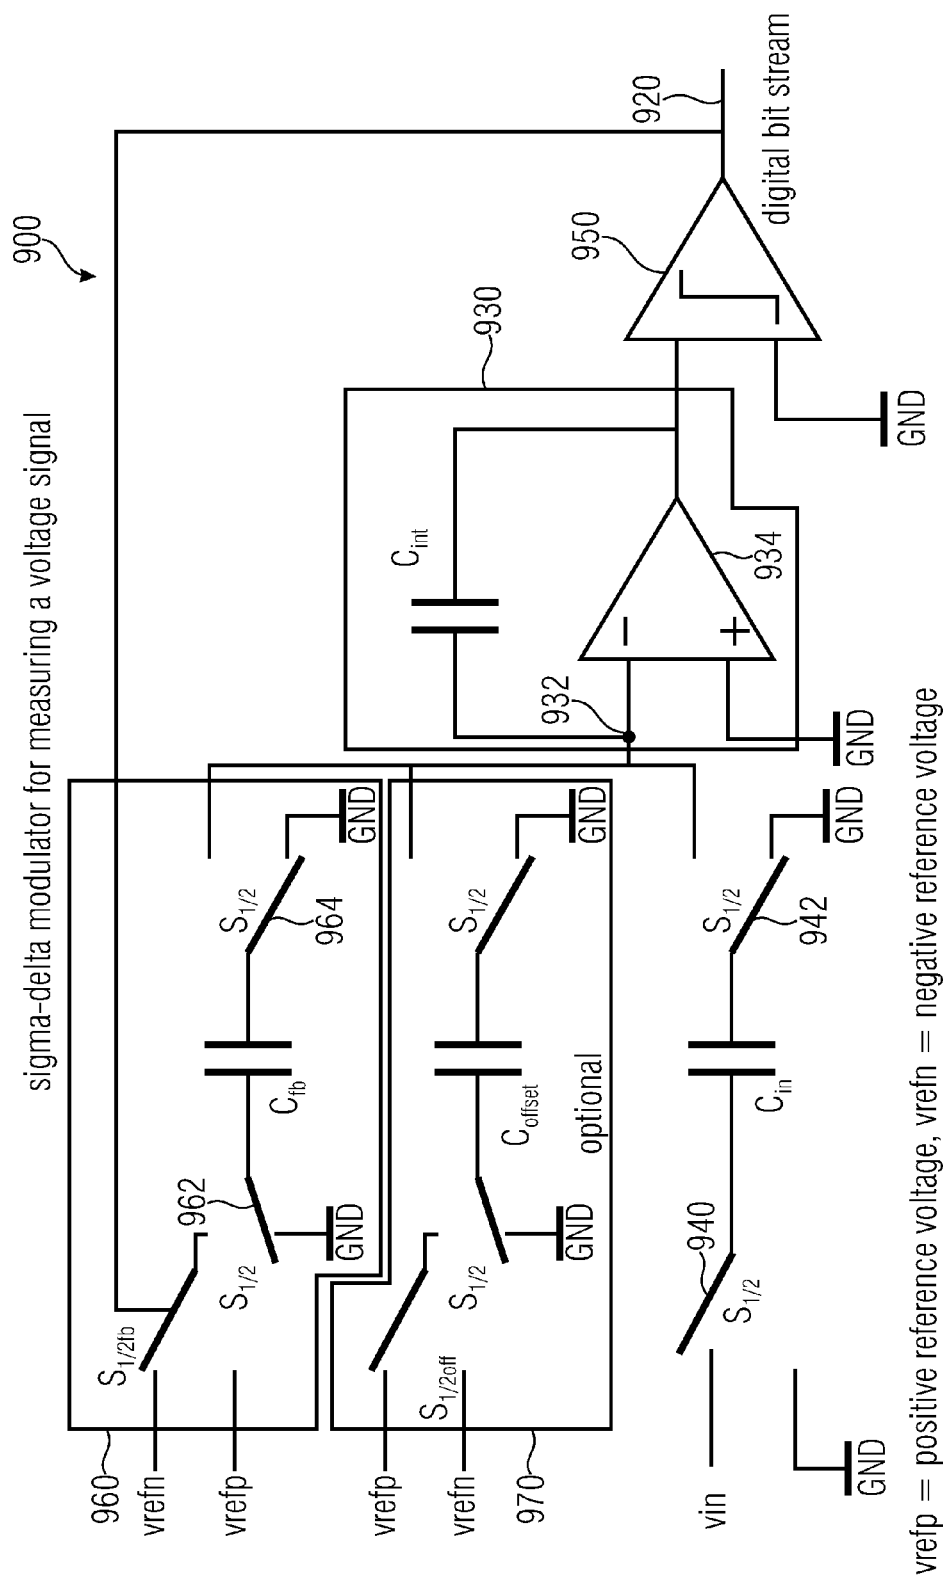 sigma-delta modulator for measuring a voltage signal
900
960
vrefn
vrefp
S1/2fb
962
S1/2
GND
Cfb
S1/2
964
GND
vrefp
vrefn
970
S1/2off
S1/2
GND
Coffset
optional
S1/2
GND
vin
GND
940
S1/2
Cin
S1/2
942
GND
932
Cint
930
−
+
934
GND
950
GND
920
digital bit stream
vrefp = positive reference voltage, vrefn = negative reference voltage